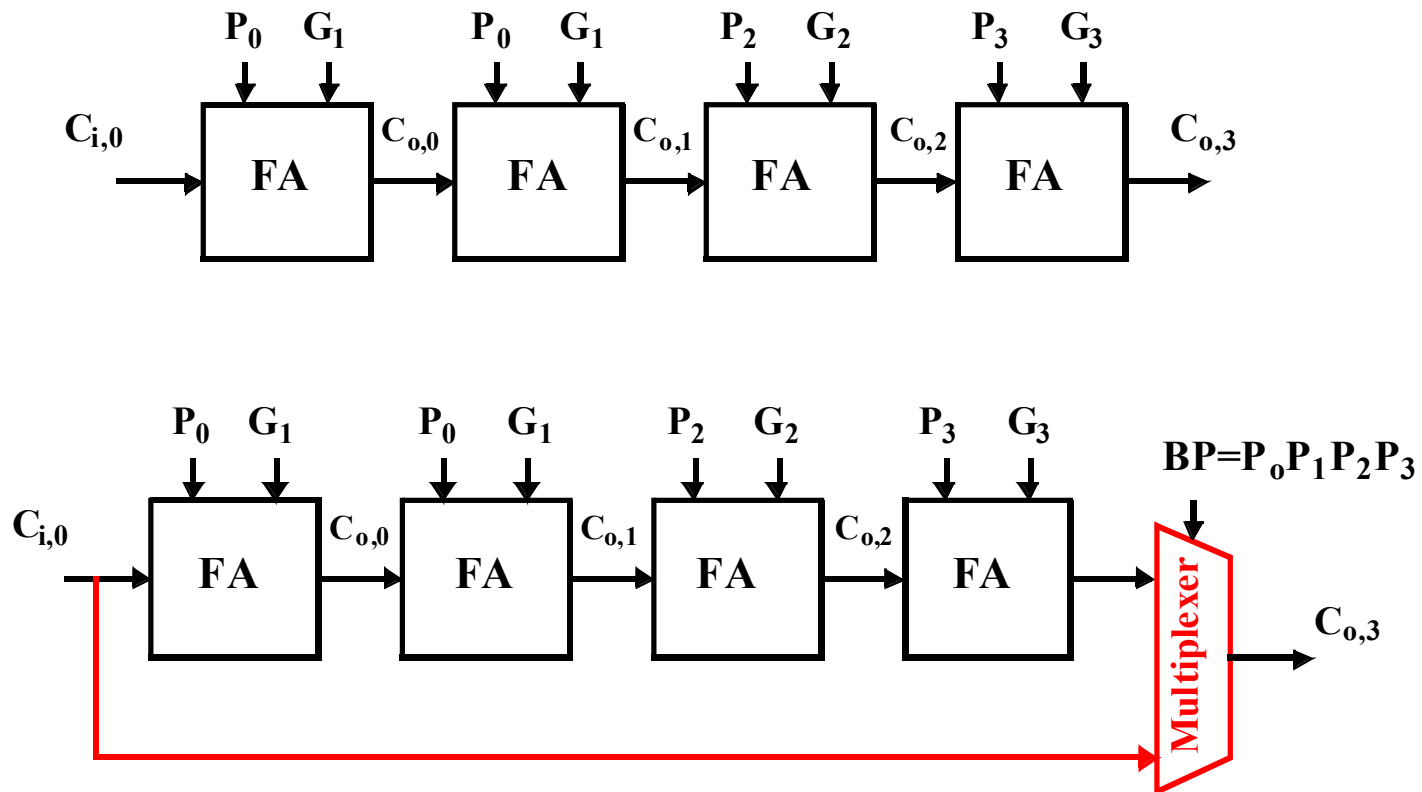 P0 G1 P0 G1 P2 G2 P3 G3
Ci,0 Co,0 Co,1 Co,2 Co,3
FA FA FA FA
P0 G1 P0 G1 P2 G2 P3 G3
BP=PoP1P2P3
Ci,0 Co,0 Co,1 Co,2
FA FA FA FA
Multiplexer
Co,3